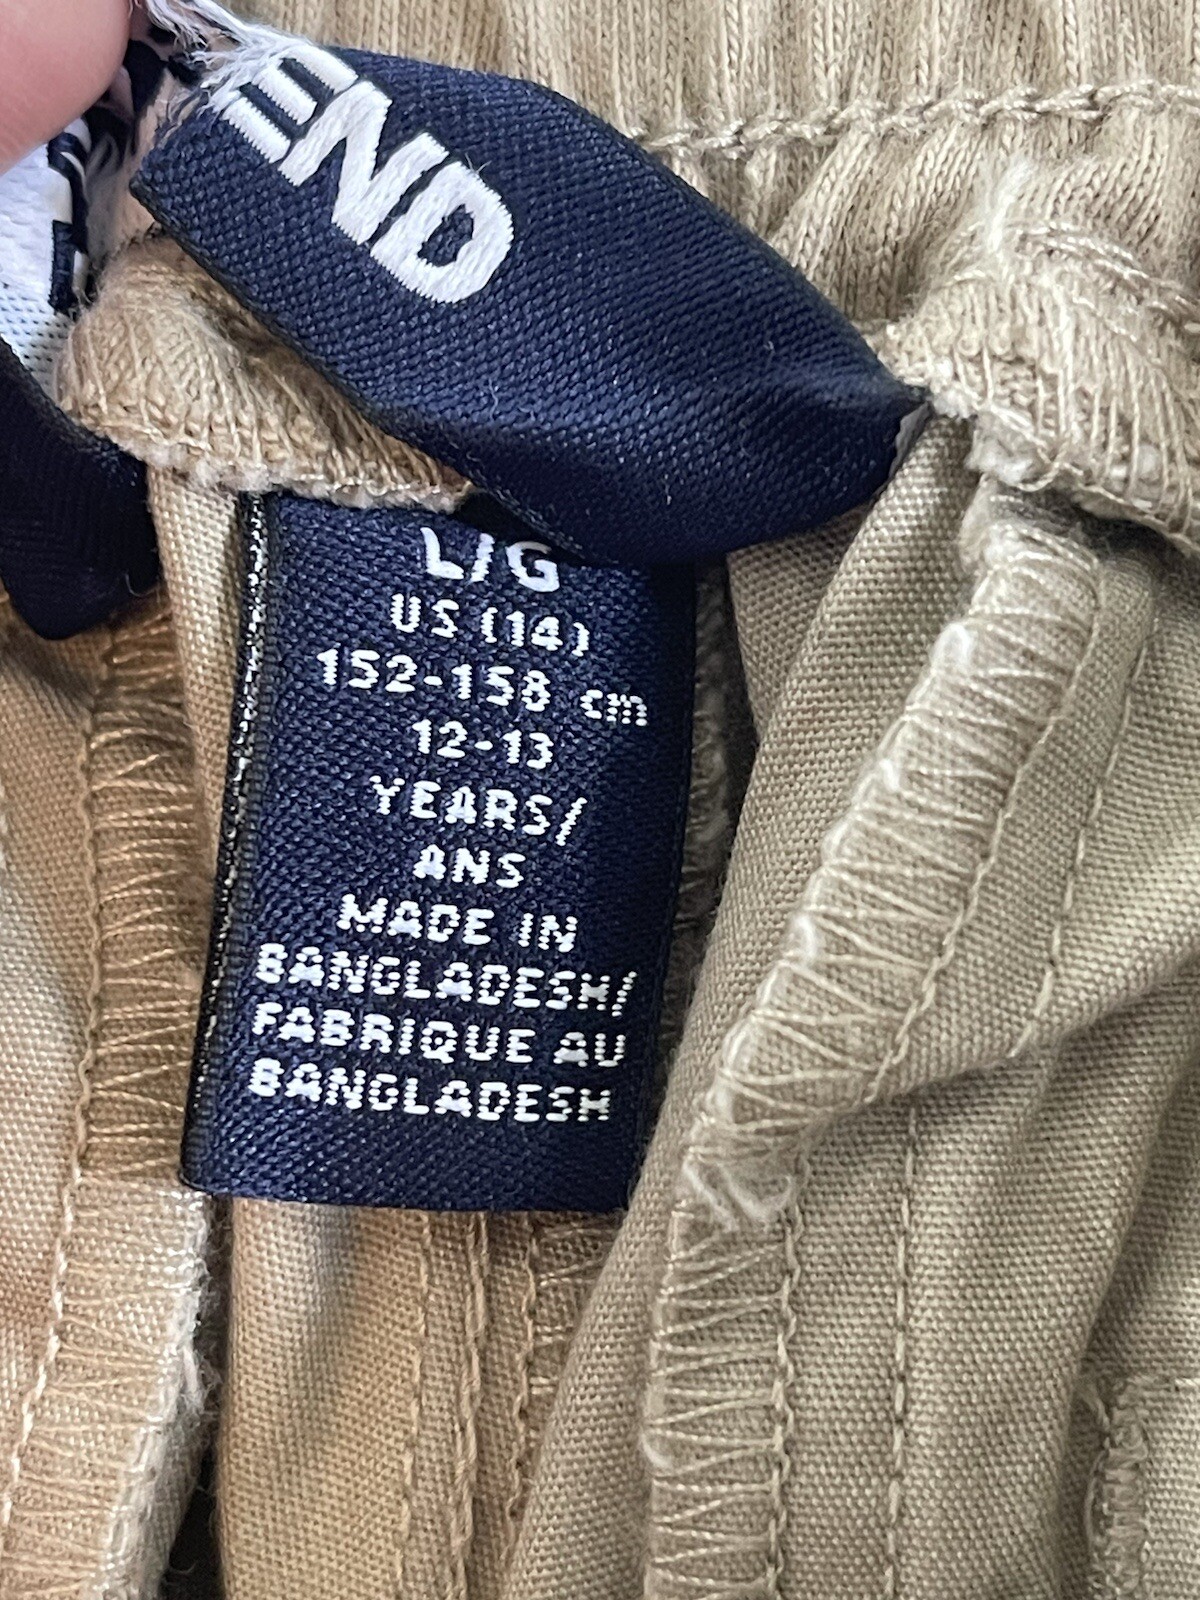 END
L/G
US (14)
152-158 cm
12-13
YEARS/
ANS
MADE IN
BANGLADESH/
FABRIQUE AU
BANGLADESH